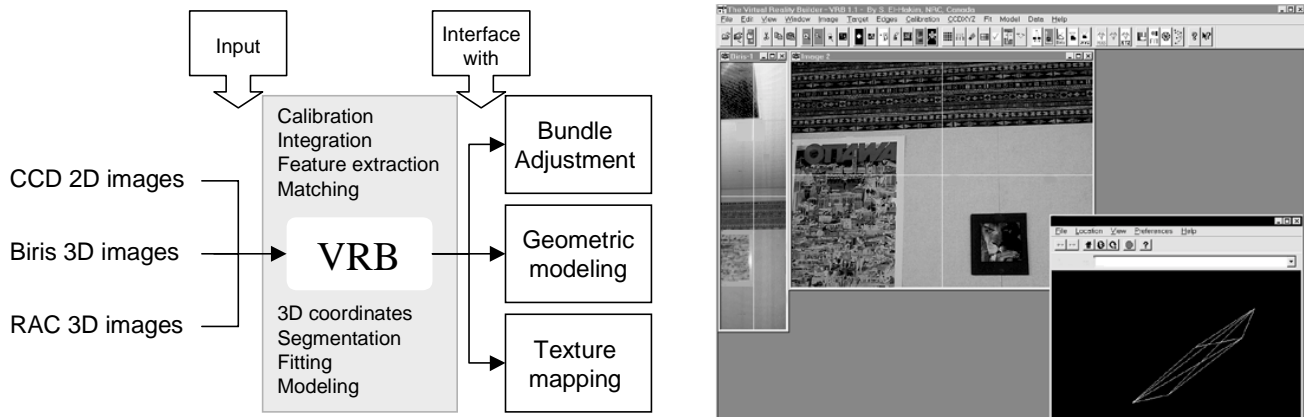 Input
Interface
with
Calibration
Integration
Feature extraction
Matching
VRB
3D coordinates
Segmentation
Fitting
Modeling
CCD 2D images
Biris 3D images
RAC 3D images
Bundle
Adjustment
Geometric
modeling
Texture
mapping
The Virtual Reality Builder - VRB 1.1 - By S. El-Hakim, NRC, Canada
File Edit View Window Image Target Edges Calibration CCDXYZ Fit Model Data Help
Biris-1
Image 2
OTTAWA
File Location View Preferences Help